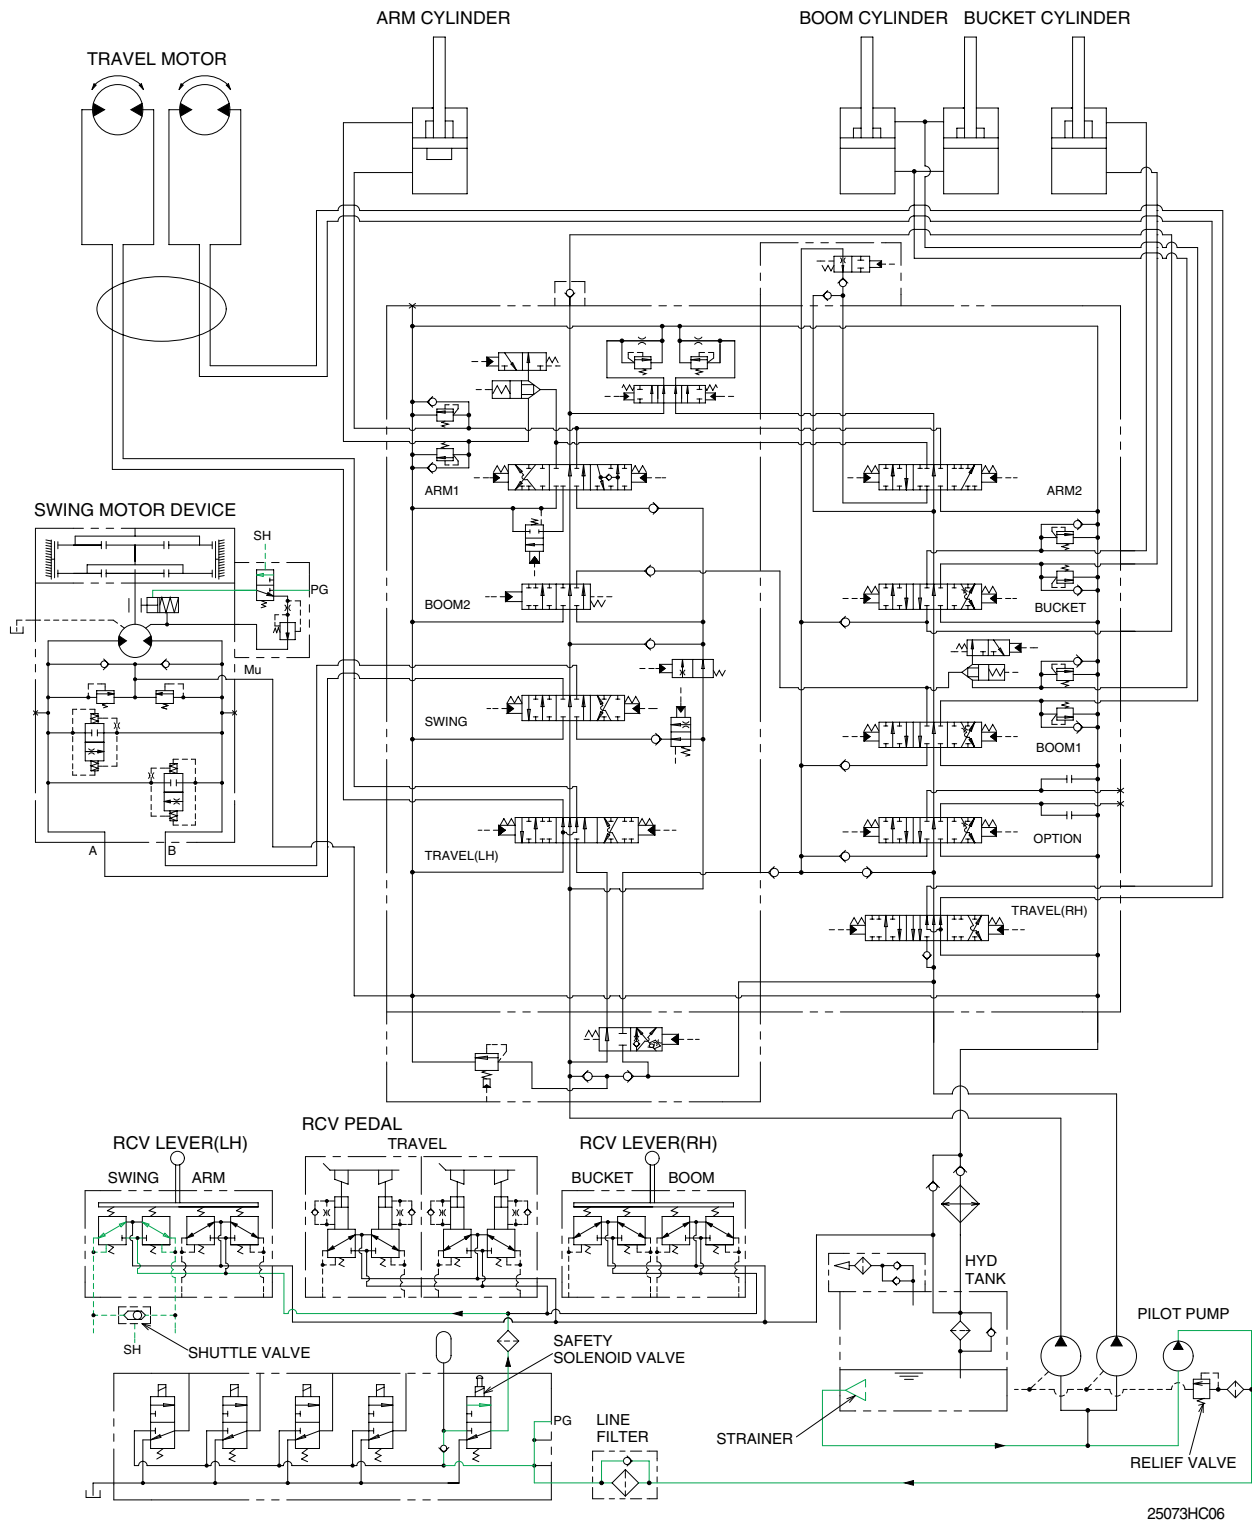 ARM CYLINDER
BOOM CYLINDER
BUCKET CYLINDER
TRAVEL MOTOR
ARM1
ARM2
SWING MOTOR DEVICE
SH
PG
BOOM2
BUCKET
Mu
SWING
BOOM1
OPTION
A
B
TRAVEL(LH)
TRAVEL(RH)
RCV LEVER(LH)
RCV PEDAL
RCV LEVER(RH)
SWING
ARM
TRAVEL
BUCKET
BOOM
HYD
TANK
PILOT PUMP
SH
SHUTTLE VALVE
SAFETY
SOLENOID VALVE
PG
LINE
FILTER
STRAINER
RELIEF VALVE
25073HC06